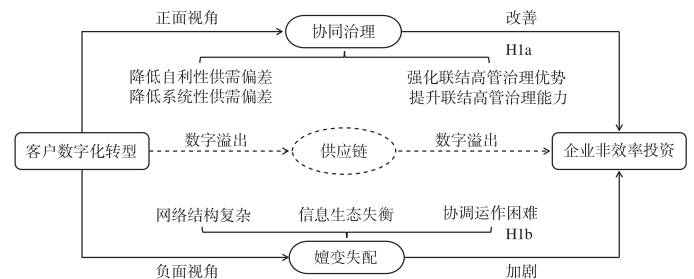 正面视角
协同治理
改善
H1a
降低自利性供需偏差
降低系统性供需偏差
强化联结高管治理优势
提升联结高管治理能力
客户数字化转型
数字溢出
供应链
数字溢出
企业非效率投资
网络结构复杂
信息生态失衡
协调运作困难
H1b
嬗变失配
负面视角
加剧